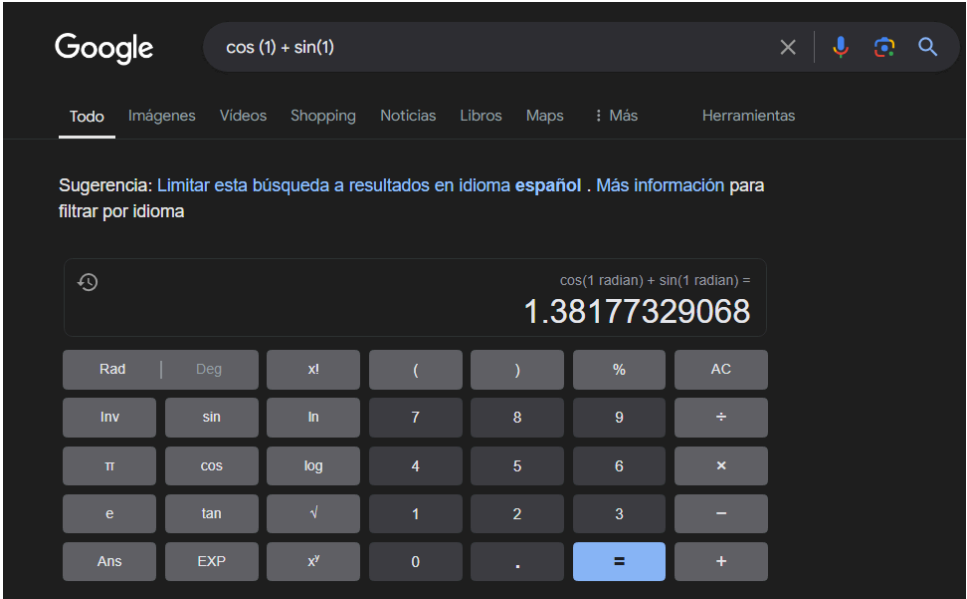 Google
cos (1) + sin(1)
Todo Imágenes Vídeos Shopping Noticias Libros Maps Más Herramientas
Sugerencia: Limitar esta búsqueda a resultados en idioma español . Más información para
filtrar por idioma
cos(1 radian) + sin(1 radian) =
1.38177329068
Rad | Deg x! ( ) % AC
Inv sin ln 7 8 9 ÷
π cos log 4 5 6 ×
e tan √ 1 2 3 −
Ans EXP xʸ 0 . = +